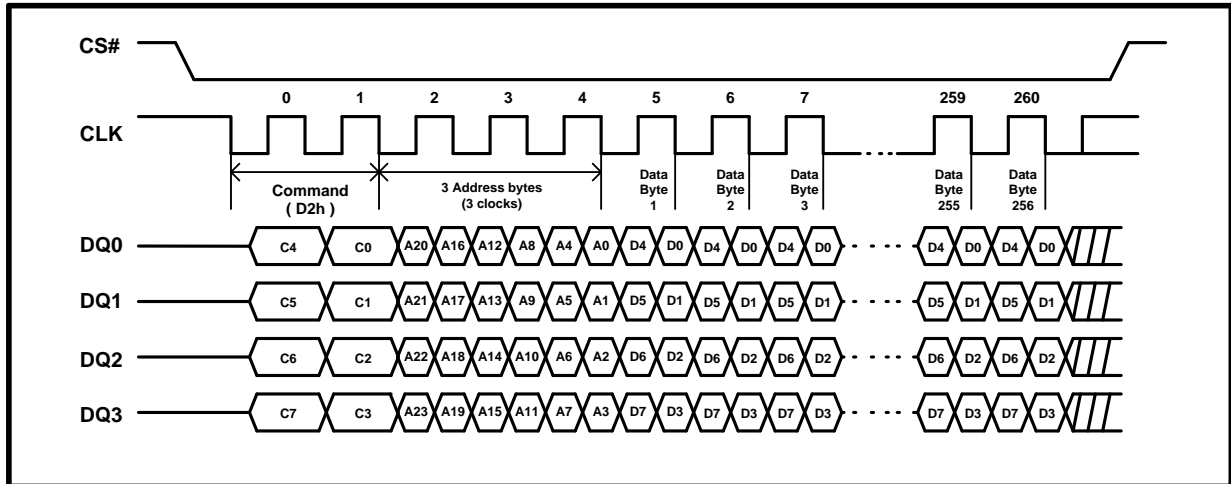 CS#
0 1 2 3 4 5 6 7 259 260
CLK
Command
( D2h )
3 Address bytes
(3 clocks)
Data
Byte
1
Data
Byte
2
Data
Byte
3
Data
Byte
255
Data
Byte
256
DQ0 C4 C0 A20 A16 A12 A8 A4 A0 D4 D0 D4 D0 D4 D0 D4 D0 D4 D0
DQ1 C5 C1 A21 A17 A13 A9 A5 A1 D5 D1 D5 D1 D5 D1 D5 D1 D5 D1
DQ2 C6 C2 A22 A18 A14 A10 A6 A2 D6 D2 D6 D2 D6 D2 D6 D2 D6 D2
DQ3 C7 C3 A23 A19 A15 A11 A7 A3 D7 D3 D7 D3 D7 D3 D7 D3 D7 D3